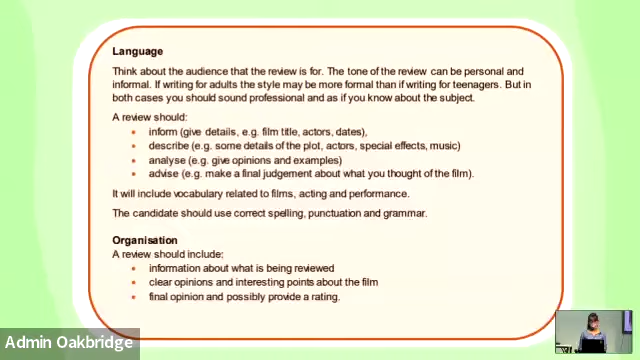 Language
Think about the audience that the review is for. The tone of the review can be personal and
informal. If writing for adults the style may be more formal than if writing for teenagers. But in
both cases you should sound professional and as if you know about the subject.
A review should:
• inform (give details, e.g. film title, actors, dates),
• describe (e.g. some details of the plot, actors, special effects, music)
• analyse (e.g. give opinions and examples)
• advise (e.g. make a final judgement about what you thought of the film).
It will include vocabulary related to films, acting and performance.
The candidate should use correct spelling, punctuation and grammar.
Organisation
A review should include:
• information about what is being reviewed
• clear opinions and interesting points about the film
• final opinion and possibly provide a rating.
Admin Oakbridge